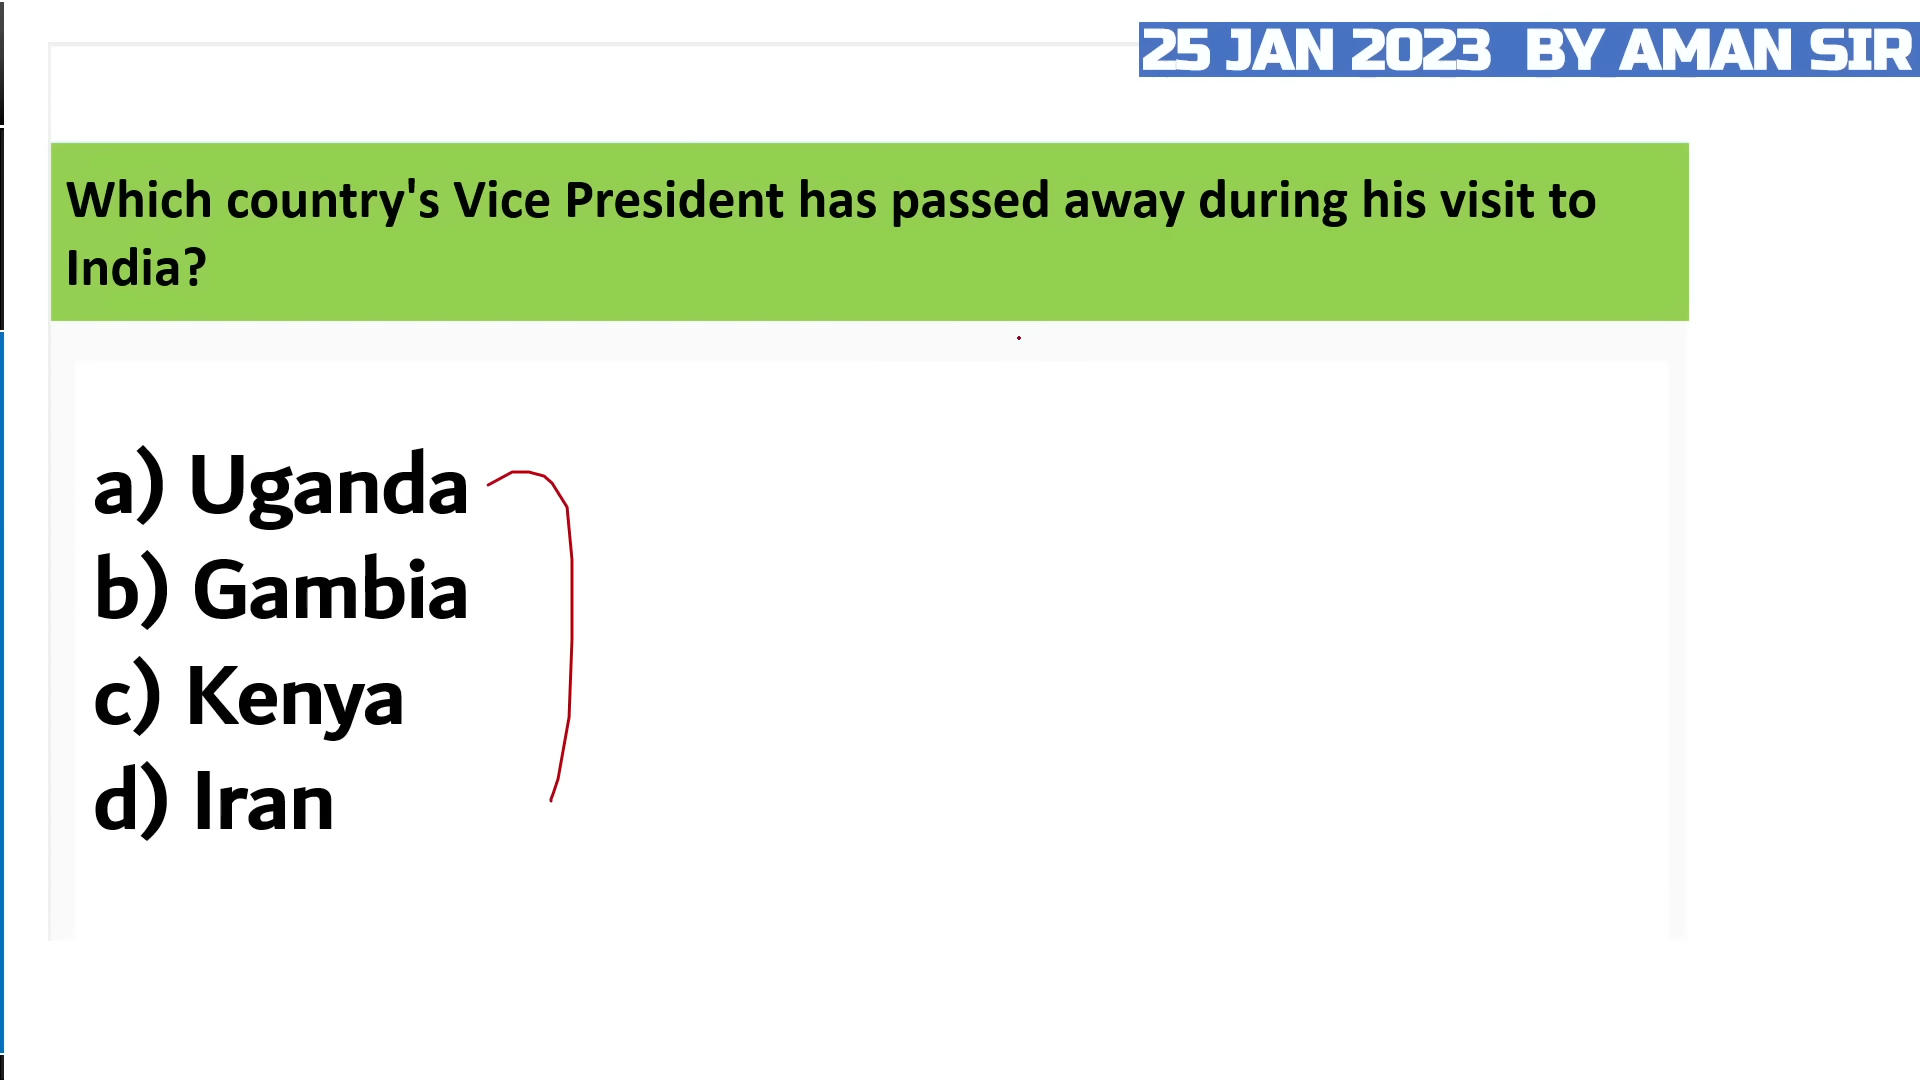 25 JAN 2023 BY AMAN SIR
Which country's Vice President has passed away during his visit to
India?
a) Uganda
b) Gambia
c) Kenya
d) Iran